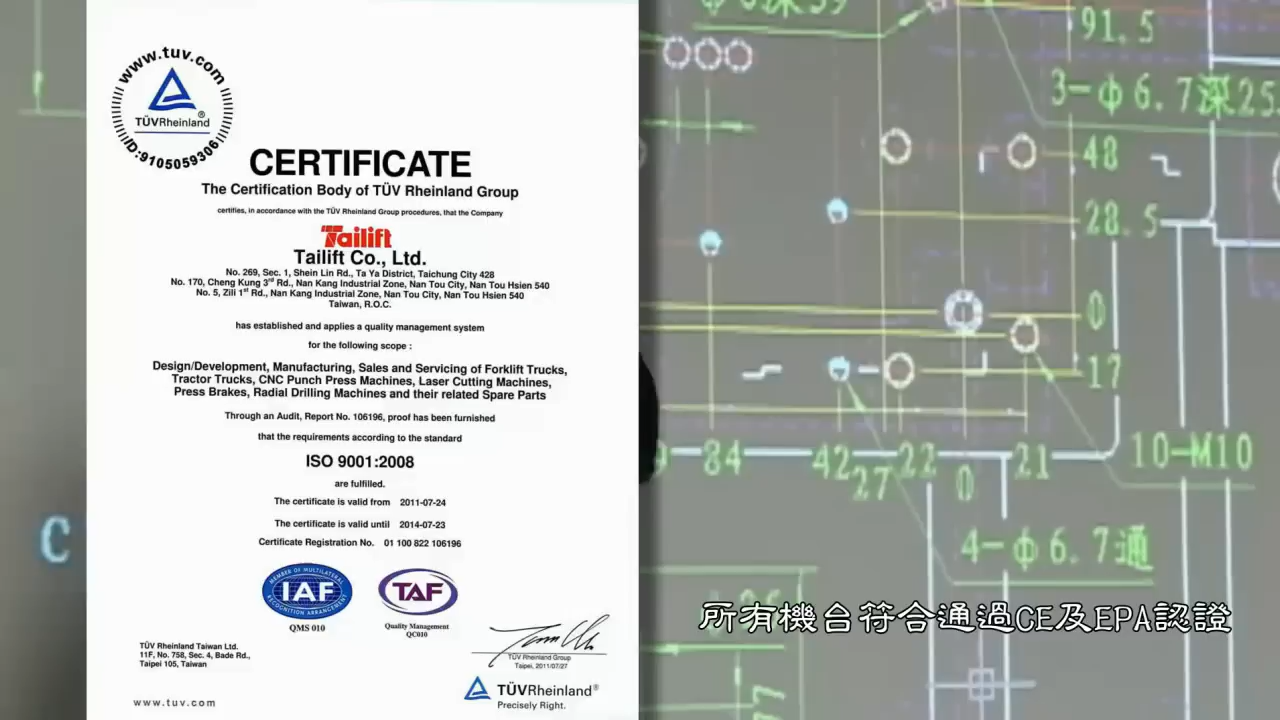 www.tuv.com
TÜVRheinland®
ID:9105059306
CERTIFICATE
The Certification Body of TÜV Rheinland Group
certifies, in accordance with the TÜV Rheinland Group procedures, that the Company
Tailift
Tailift Co., Ltd.
No. 269, Sec. 1, Shein Lin Rd., Ta Ya District, Taichung City 428
No. 170, Cheng Kung 3rd Rd., Nan Kang Industrial Zone, Nan Tou City, Nan Tou Hsien 540
No. 5, Zili 1st Rd., Nan Kang Industrial Zone, Nan Tou City, Nan Tou Hsien 540
Taiwan, R.O.C.
has established and applies a quality management system
for the following scope :
Design/Development, Manufacturing, Sales and Servicing of Forklift Trucks,
Tractor Trucks, CNC Punch Press Machines, Laser Cutting Machines,
Press Brakes, Radial Drilling Machines and their related Spare Parts
Through an Audit, Report No. 106196, proof has been furnished
that the requirements according to the standard
ISO 9001:2008
are fulfilled.
The certificate is valid from 2011-07-24
The certificate is valid until 2014-07-23
Certificate Registration No. 01 100 822 106196
MEMBER OF MULTILATERAL
IAF
RECOGNITION ARRANGEMENT
QMS 010
TAF
Quality Management
QC010
TÜV Rheinland Taiwan Ltd.
11F, No. 758, Sec. 4, Bade Rd.,
Taipei 105, Taiwan
TÜV Rheinland Group
Taipei, 2011/07/27
www.tuv.com
TÜVRheinland®
Precisely Right.
C
91.5
3-φ6.7深25
48
28.5
0
17
84
42
27
22
0
21
10-M10
4-φ6.7通
所有機台符合通過CE及EPA認證